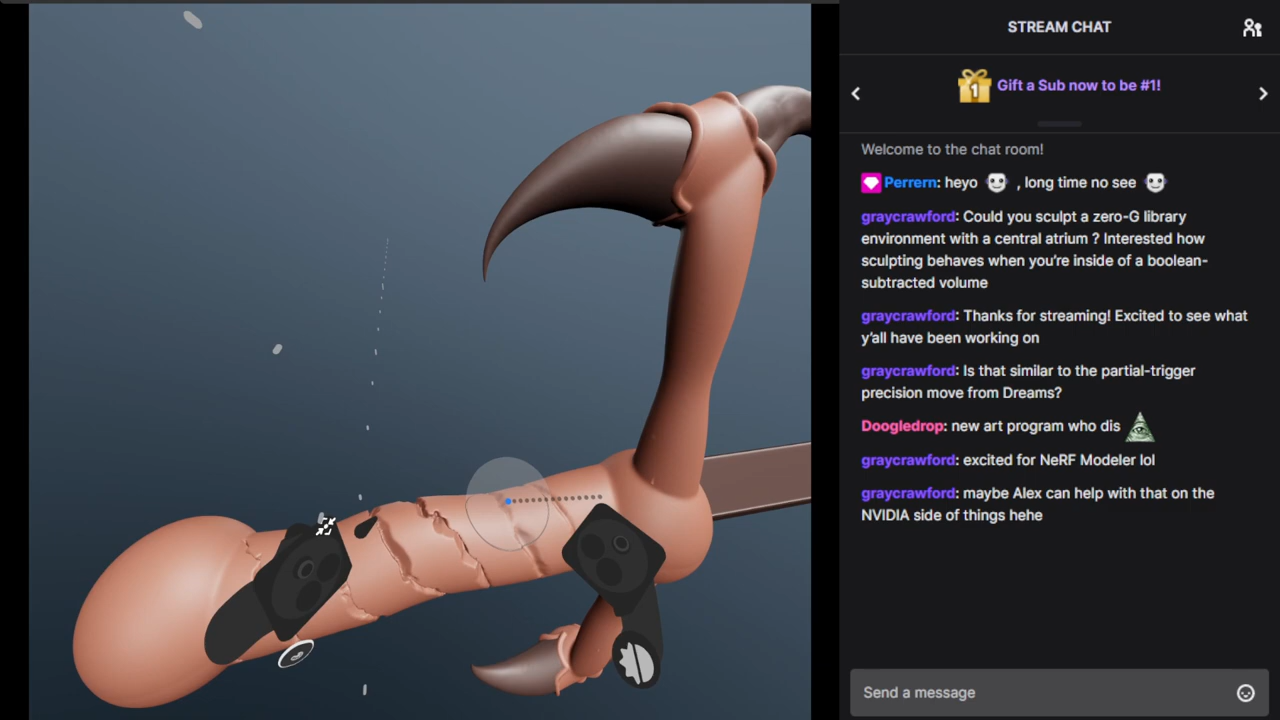 STREAM CHAT
1
Gift a Sub now to be #1!
Welcome to the chat room!
Perrern: heyo , long time no see
graycrawford: Could you sculpt a zero-G library
environment with a central atrium ? Interested how
sculpting behaves when you're inside of a boolean-
subtracted volume
graycrawford: Thanks for streaming! Excited to see what
y'all have been working on
graycrawford: Is that similar to the partial-trigger
precision move from Dreams?
Doogledrop: new art program who dis
graycrawford: excited for NeRF Modeler lol
graycrawford: maybe Alex can help with that on the
NVIDIA side of things hehe
Send a message